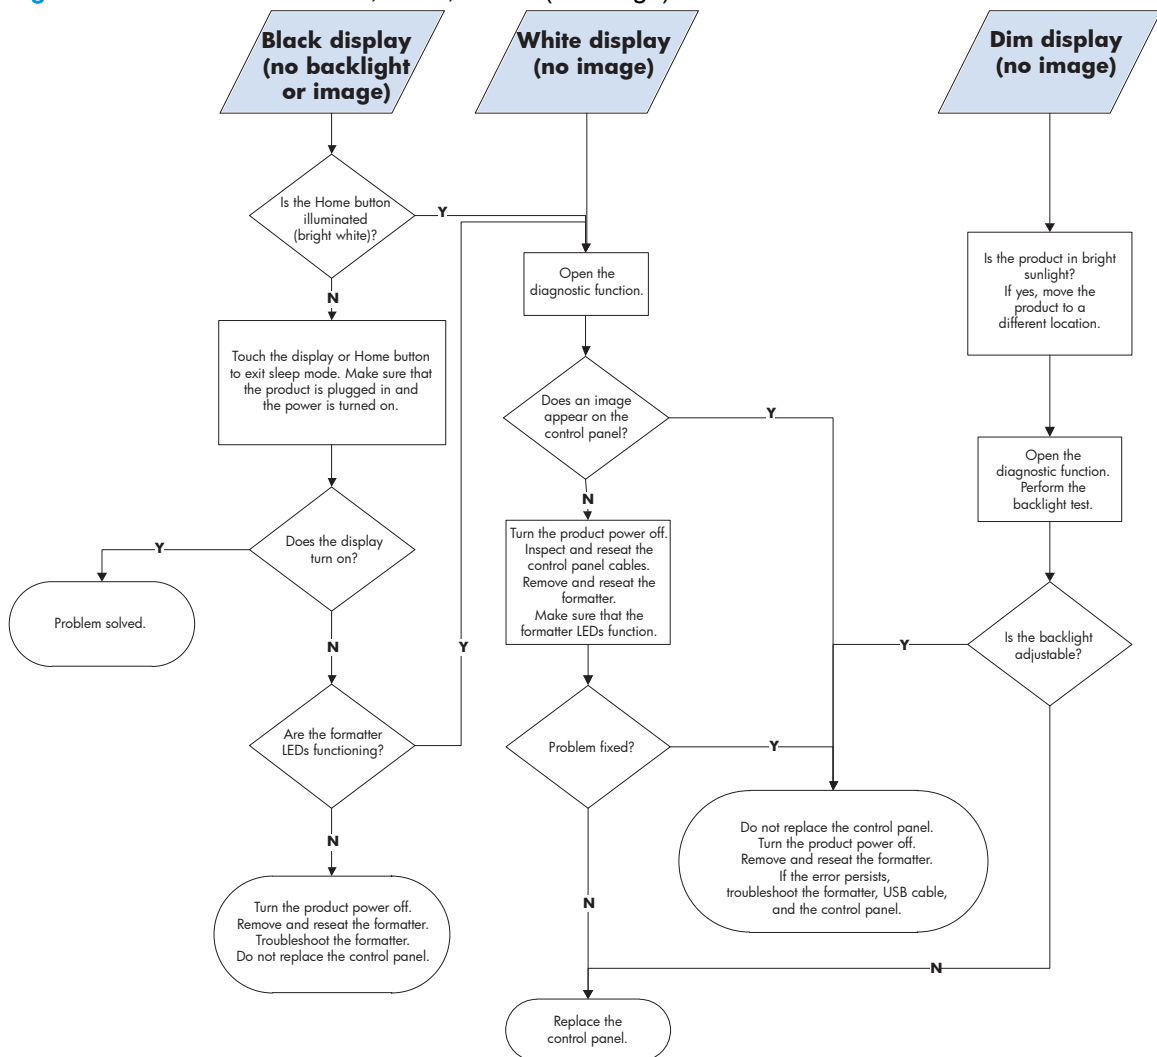 Black display
(no backlight
or image)
White display
(no image)
Dim display
(no image)
Is the Home button
illuminated
(bright white)?
Y
N
Touch the display or Home button
to exit sleep mode. Make sure that
the product is plugged in and
the power is turned on.
Does the display
turn on?
Y
Problem solved.
N
Are the formatter
LEDs functioning?
Y
N
Turn the product power off.
Remove and reseat the formatter.
Troubleshoot the formatter.
Do not replace the control panel.
Open the
diagnostic function.
Does an image
appear on the
control panel?
Y
N
Turn the product power off.
Inspect and reseat the
control panel cables.
Remove and reseat the
formatter.
Make sure that the
formatter LEDs function.
Problem fixed?
Y
N
Is the product in bright
sunlight?
If yes, move the
product to a
different location.
Open the
diagnostic function.
Perform the
backlight test.
Is the backlight
adjustable?
Y
N
Do not replace the control panel.
Turn the product power off.
Remove and reseat the formatter.
If the error persists,
troubleshoot the formatter, USB cable,
and the control panel.
Replace the
control panel.